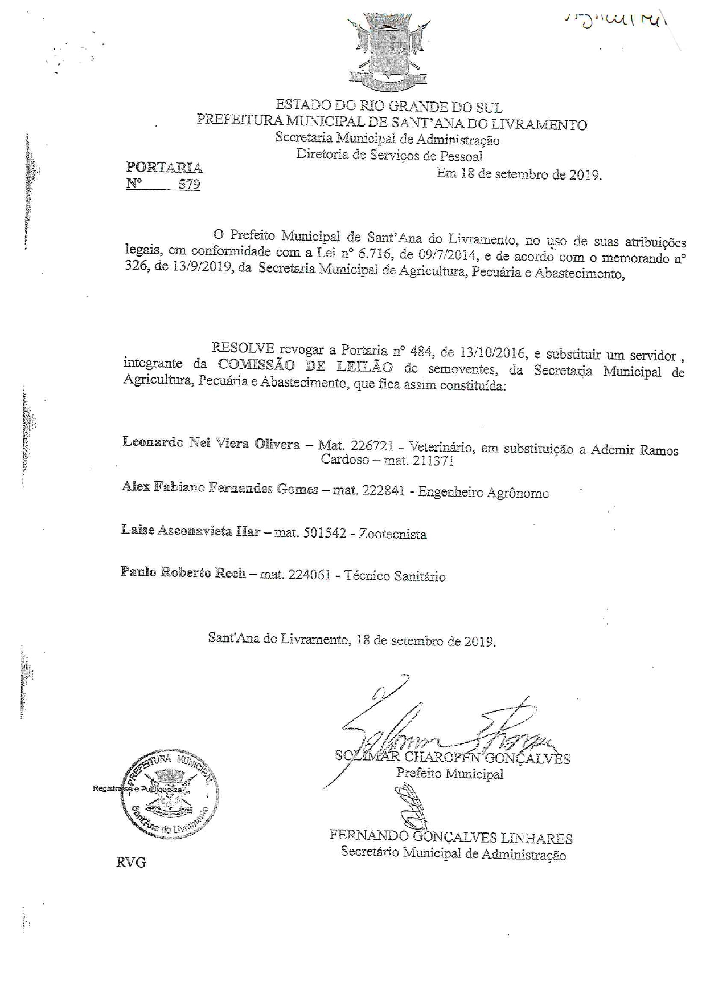 ESTADO DO RIO GRANDE DO SUL
PREFEITURA MUNICIPAL DE SANT'ANA DO LIVRAMENTO
Secretaria Municipal de Administração
Diretoria de Serviços de Pessoal
PORTARIA
Nº 579
Em 18 de setembro de 2019.
O Prefeito Municipal de Sant'Ana do Livramento, no uso de suas atribuições
legais, em conformidade com a Lei nº 6.716, de 09/7/2014, e de acordo com o memorando nº
326, de 13/9/2019, da Secretaria Municipal de Agricultura, Pecuária e Abastecimento,
RESOLVE revogar a Portaria nº 484, de 13/10/2016, e substituir um servidor ,
integrante da COMISSÃO DE LEILÃO de semoventes, da Secretaria Municipal de
Agricultura, Pecuária e Abastecimento, que fica assim constituída:
Leonardo Nei Viera Olivera – Mat. 226721 – Veterinário, em substituição a Ademir Ramos
Cardoso – mat. 211371
Alex Fabiano Fernandes Gomes – mat. 222841 - Engenheiro Agrônomo
Laise Asconavieta Har – mat. 501542 - Zootecnista
Paulo Roberto Rech – mat. 224061 - Técnico Sanitário
Sant'Ana do Livramento, 18 de setembro de 2019.
SOLIMAR CHAROPEN GONÇALVES
Prefeito Municipal
PREFEITURA MUNICIPAL
Registre-se e Publique-se
Sant'Ana do Livramento
FERNANDO GONÇALVES LINHARES
Secretário Municipal de Administração
RVG